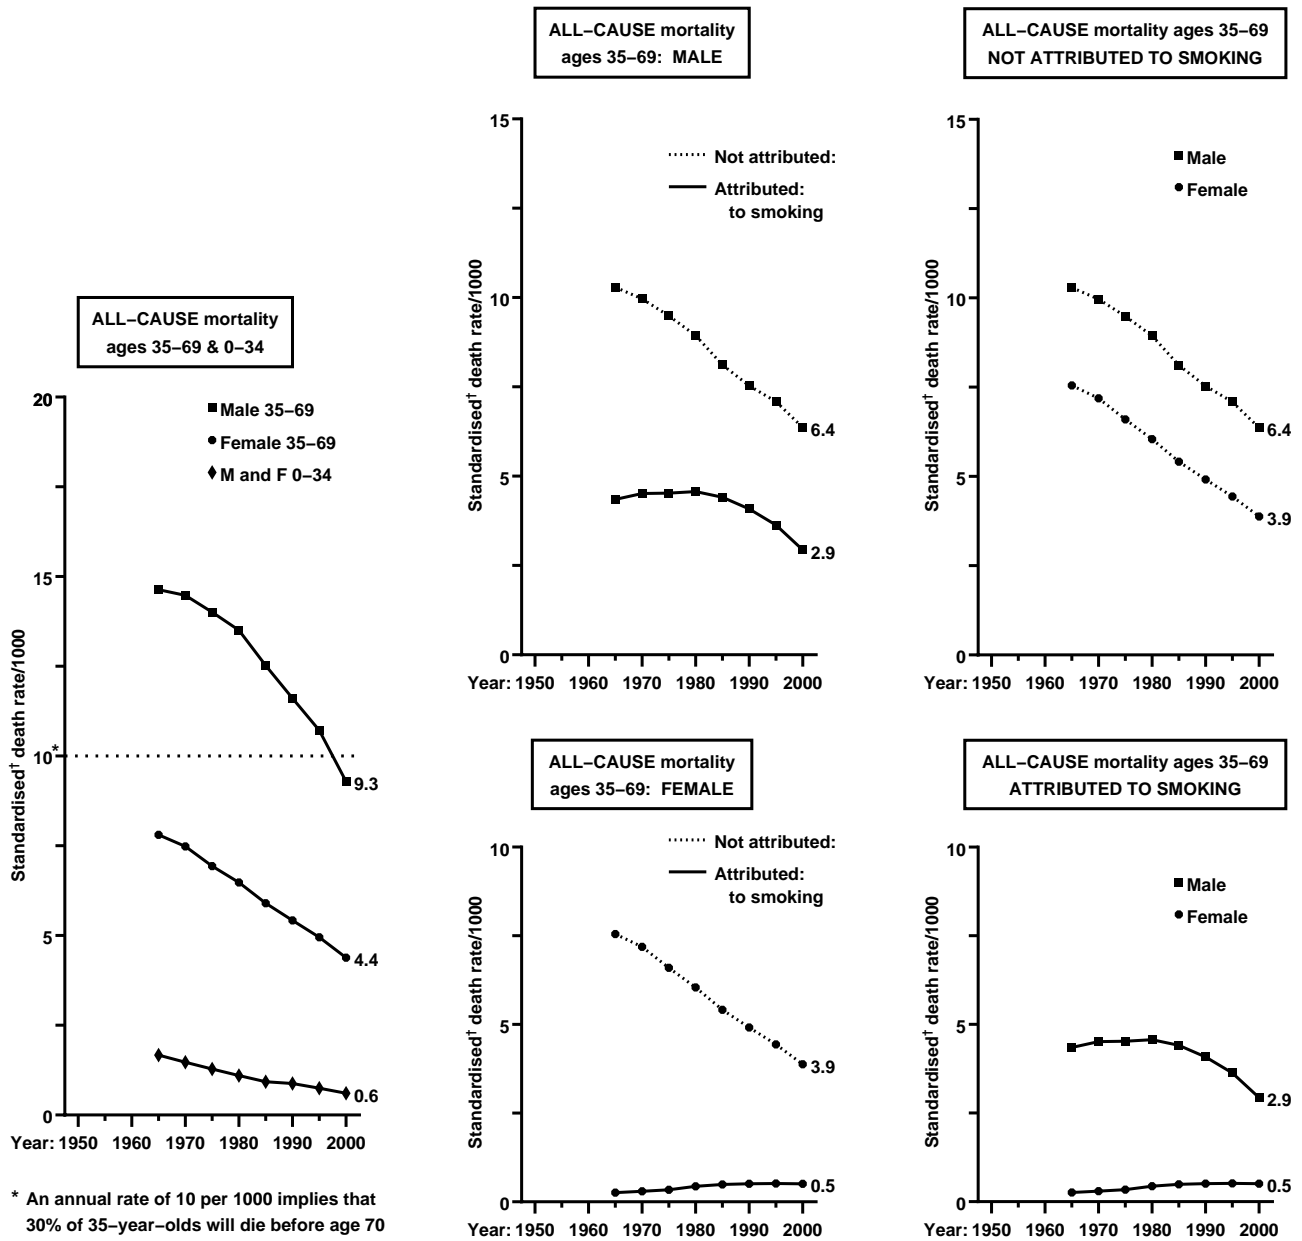 ALL–CAUSE mortality
ages 35–69 & 0–34
Male 35–69
Female 35–69
M and F 0–34
Standardised† death rate/1000
20
15
10*
5
0
9.3
4.4
0.6
Year: 1950 1960 1970 1980 1990 2000
* An annual rate of 10 per 1000 implies that
30% of 35–year–olds will die before age 70
ALL–CAUSE mortality
ages 35–69: MALE
Not attributed:
Attributed:
to smoking
Standardised† death rate/1000
15
10
5
0
6.4
2.9
Year: 1950 1960 1970 1980 1990 2000
ALL–CAUSE mortality ages 35–69
NOT ATTRIBUTED TO SMOKING
Male
Female
Standardised† death rate/1000
15
10
5
0
6.4
3.9
Year: 1950 1960 1970 1980 1990 2000
ALL–CAUSE mortality
ages 35–69: FEMALE
Not attributed:
Attributed:
to smoking
Standardised† death rate/1000
10
5
0
3.9
0.5
Year: 1950 1960 1970 1980 1990 2000
ALL–CAUSE mortality ages 35–69
ATTRIBUTED TO SMOKING
Male
Female
Standardised† death rate/1000
10
5
0
2.9
0.5
Year: 1950 1960 1970 1980 1990 2000